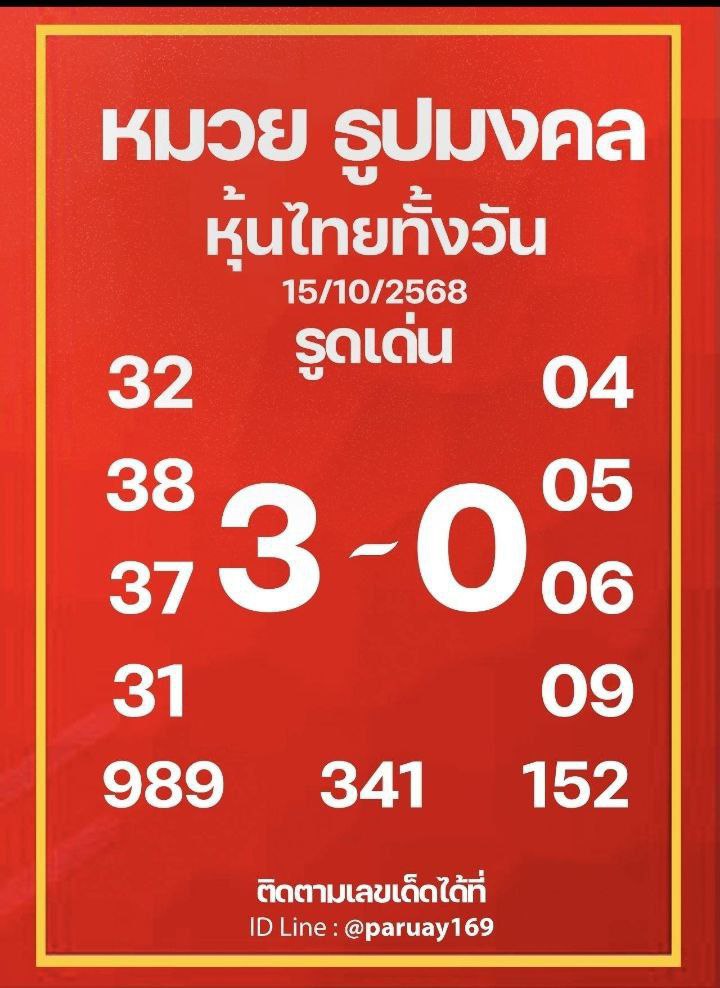 หมวย ธูปมงคล
หุ้นไทยทั้งวัน
15/10/2568
รูดเด่น
32 04
38 05
3 - 0
37 06
31 09
989 341 152
ติดตามเลขเด็ดได้ที่
ID Line : @paruay169